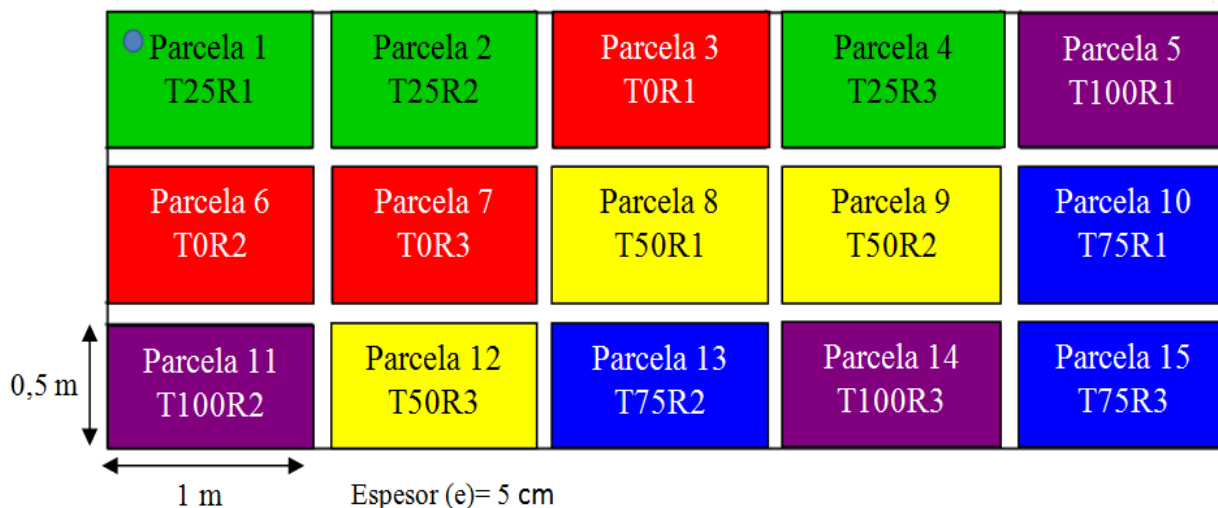 Parcela 1
T25R1
Parcela 2
T25R2
Parcela 3
T0R1
Parcela 4
T25R3
Parcela 5
T100R1
Parcela 6
T0R2
Parcela 7
T0R3
Parcela 8
T50R1
Parcela 9
T50R2
Parcela 10
T75R1
Parcela 11
T100R2
Parcela 12
T50R3
Parcela 13
T75R2
Parcela 14
T100R3
Parcela 15
T75R3
0,5 m
1 m
Espesor (e)= 5 cm